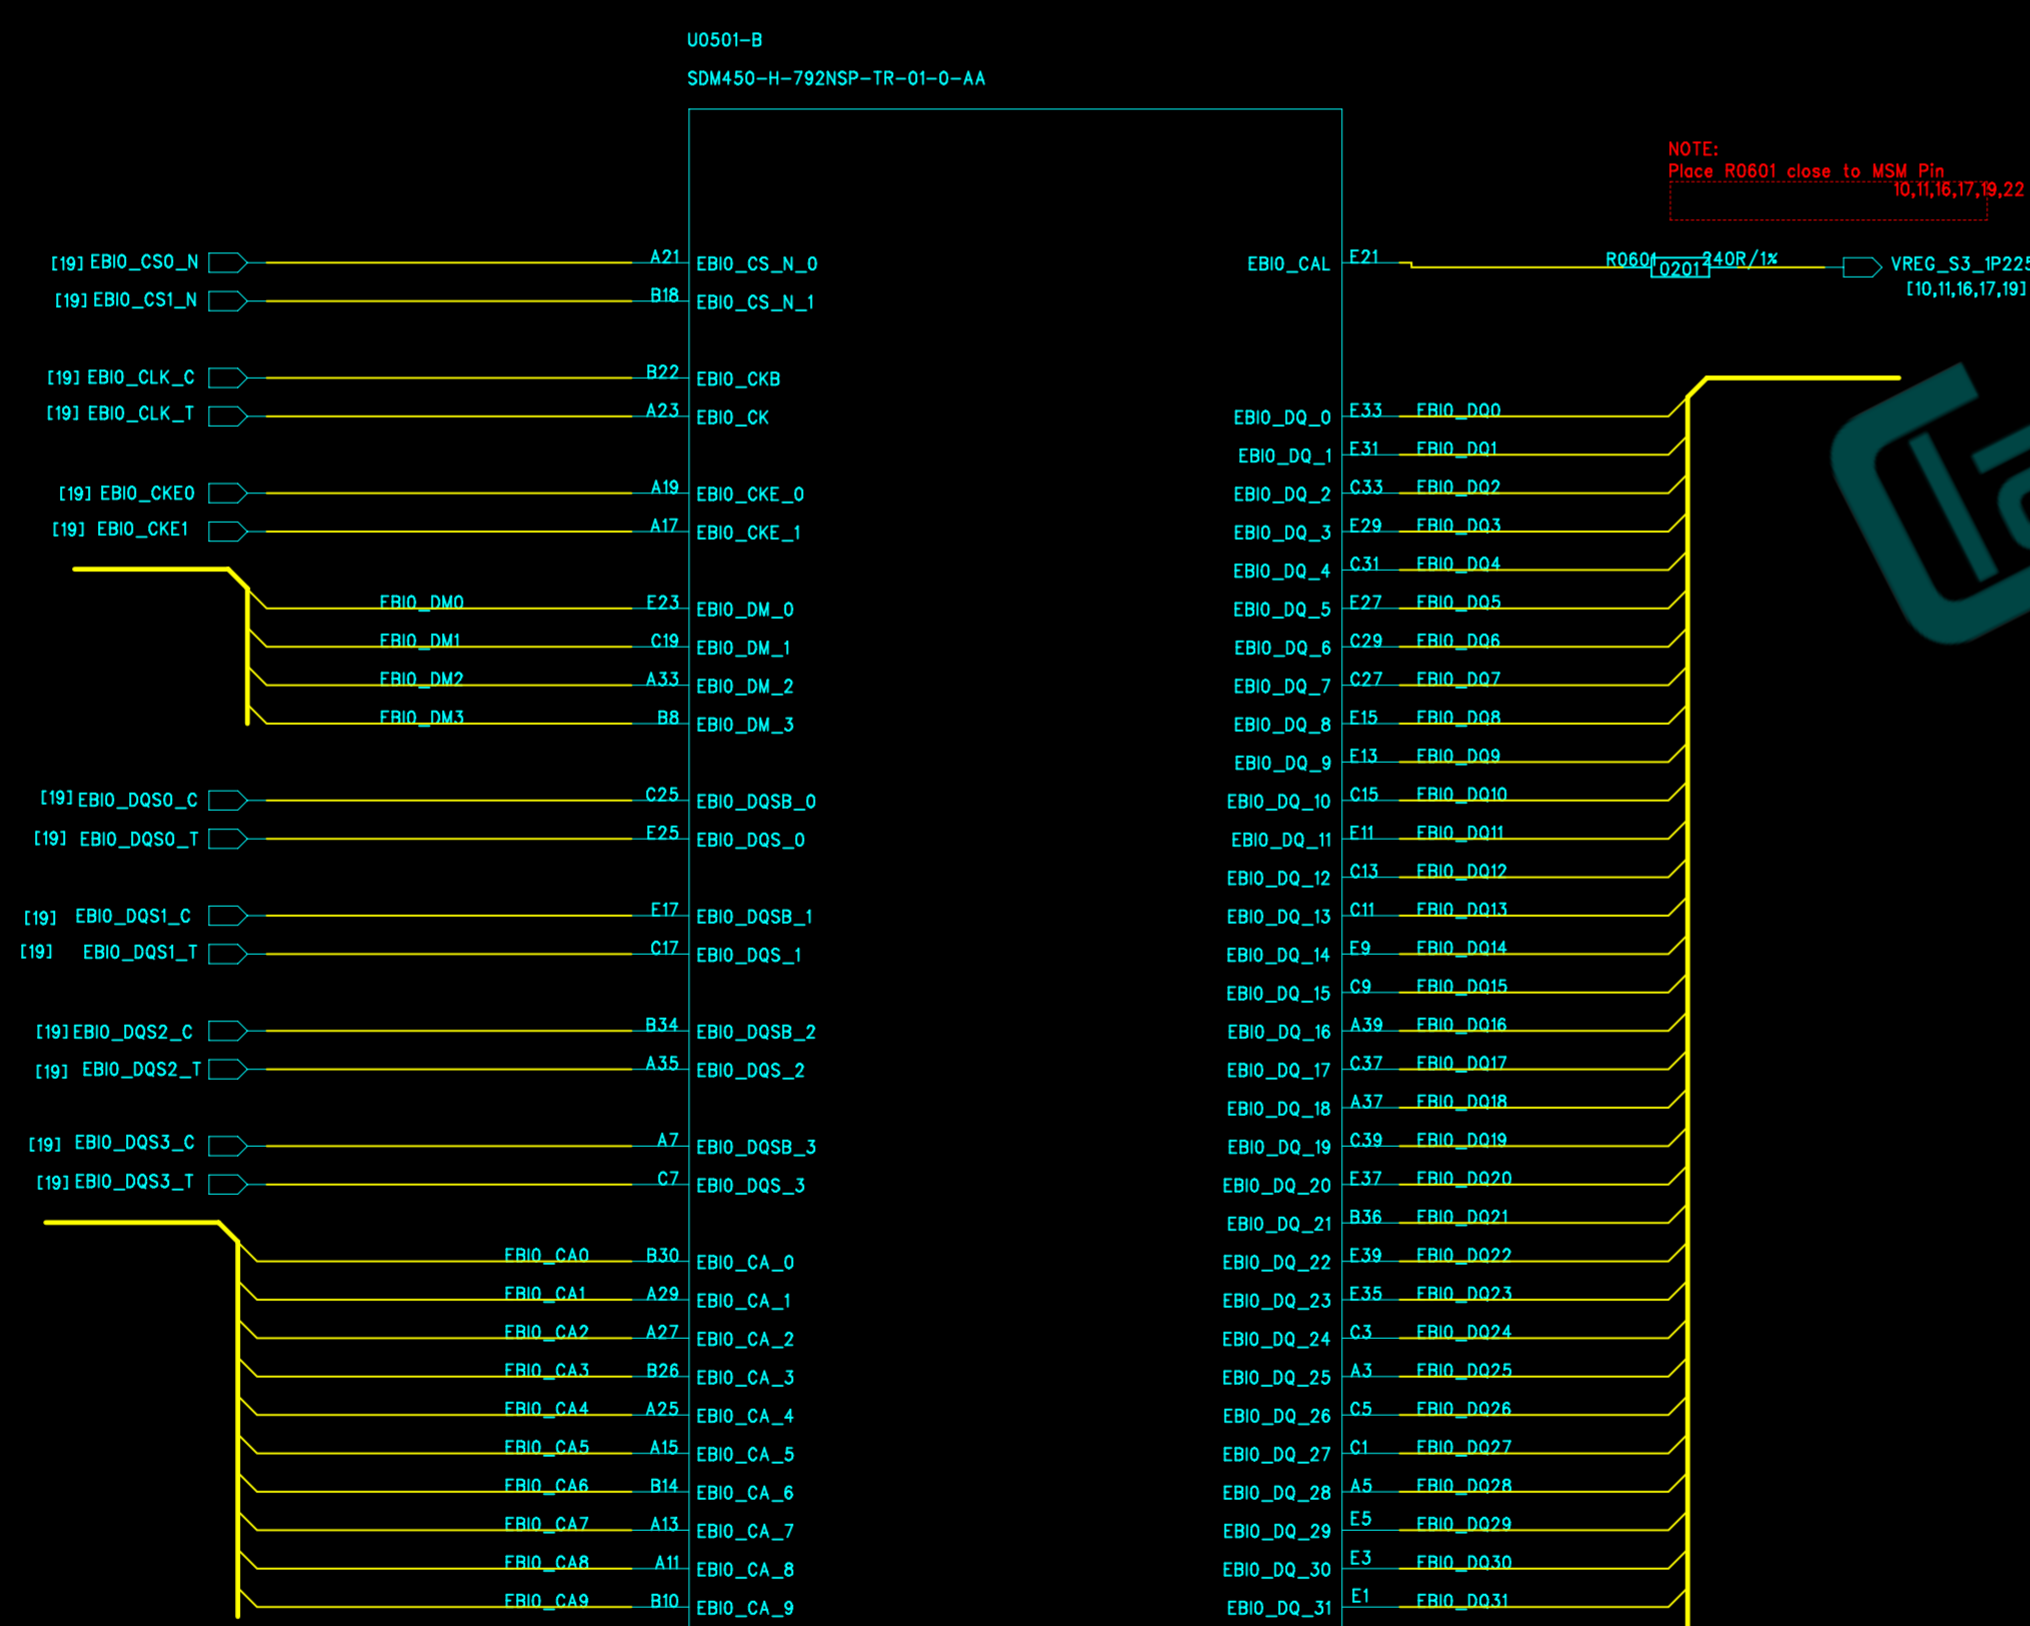 U0501-B
SDM450-H-792NSP-TR-01-0-AA
NOTE:
Place R0601 close to MSM Pin
10,11,16,17,19,22
[19] EBI0_CS0_N A21 EBI0_CS_N_0 EBI0_CAL E21 R0601 0201 240R/1% VREG_S3_1P225
[10,11,16,17,19]
[19] EBI0_CS1_N B18 EBI0_CS_N_1
[19] EBI0_CLK_C B22 EBI0_CKB
[19] EBI0_CLK_T A23 EBI0_CK EBI0_DQ_0 E33 EBI0_DQ0
EBI0_DQ_1 E31 EBI0_DQ1
[19] EBI0_CKE0 A19 EBI0_CKE_0 EBI0_DQ_2 C33 EBI0_DQ2
[19] EBI0_CKE1 A17 EBI0_CKE_1 EBI0_DQ_3 E29 EBI0_DQ3
EBI0_DQ_4 C31 EBI0_DQ4
EBI0_DM0 E23 EBI0_DM_0 EBI0_DQ_5 E27 EBI0_DQ5
EBI0_DM1 C19 EBI0_DM_1 EBI0_DQ_6 C29 EBI0_DQ6
EBI0_DM2 A33 EBI0_DM_2 EBI0_DQ_7 C27 EBI0_DQ7
EBI0_DM3 B8 EBI0_DM_3 EBI0_DQ_8 E15 EBI0_DQ8
EBI0_DQ_9 E13 EBI0_DQ9
[19] EBI0_DQS0_C C25 EBI0_DQSB_0 EBI0_DQ_10 C15 EBI0_DQ10
[19] EBI0_DQS0_T E25 EBI0_DQS_0 EBI0_DQ_11 E11 EBI0_DQ11
EBI0_DQ_12 C13 EBI0_DQ12
[19] EBI0_DQS1_C E17 EBI0_DQSB_1 EBI0_DQ_13 C11 EBI0_DQ13
[19] EBI0_DQS1_T C17 EBI0_DQS_1 EBI0_DQ_14 E9 EBI0_DQ14
EBI0_DQ_15 C9 EBI0_DQ15
[19] EBI0_DQS2_C B34 EBI0_DQSB_2 EBI0_DQ_16 A39 EBI0_DQ16
[19] EBI0_DQS2_T A35 EBI0_DQS_2 EBI0_DQ_17 C37 EBI0_DQ17
EBI0_DQ_18 A37 EBI0_DQ18
[19] EBI0_DQS3_C A7 EBI0_DQSB_3 EBI0_DQ_19 C39 EBI0_DQ19
[19] EBI0_DQS3_T C7 EBI0_DQS_3 EBI0_DQ_20 E37 EBI0_DQ20
EBI0_DQ_21 B36 EBI0_DQ21
EBI0_CA0 B30 EBI0_CA_0 EBI0_DQ_22 E39 EBI0_DQ22
EBI0_CA1 A29 EBI0_CA_1 EBI0_DQ_23 E35 EBI0_DQ23
EBI0_CA2 A27 EBI0_CA_2 EBI0_DQ_24 C3 EBI0_DQ24
EBI0_CA3 B26 EBI0_CA_3 EBI0_DQ_25 A3 EBI0_DQ25
EBI0_CA4 A25 EBI0_CA_4 EBI0_DQ_26 C5 EBI0_DQ26
EBI0_CA5 A15 EBI0_CA_5 EBI0_DQ_27 C1 EBI0_DQ27
EBI0_CA6 B14 EBI0_CA_6 EBI0_DQ_28 A5 EBI0_DQ28
EBI0_CA7 A13 EBI0_CA_7 EBI0_DQ_29 E5 EBI0_DQ29
EBI0_CA8 A11 EBI0_CA_8 EBI0_DQ_30 E3 EBI0_DQ30
EBI0_CA9 B10 EBI0_CA_9 EBI0_DQ_31 E1 EBI0_DQ31